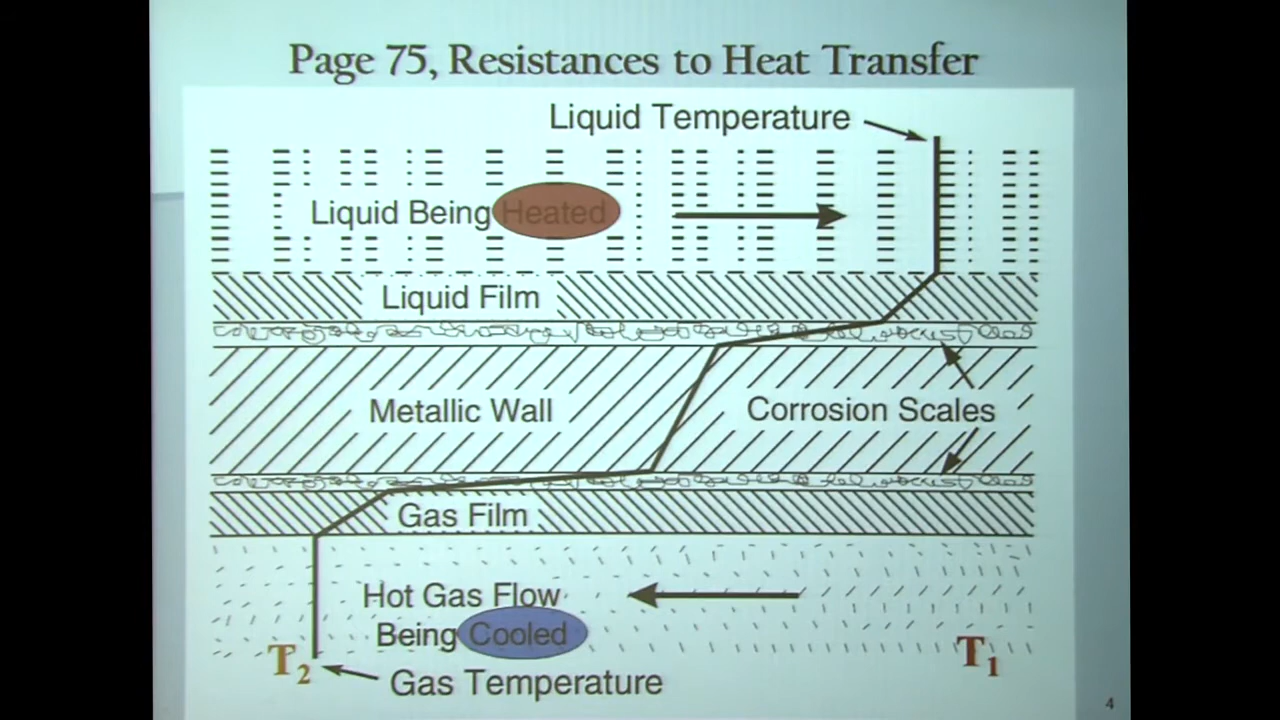 Page 75, Resistances to Heat Transfer
Liquid Temperature
Liquid Being Heated
Liquid Film
Metallic Wall
Corrosion Scales
Gas Film
Hot Gas Flow
Being Cooled
T2
T1
Gas Temperature
4